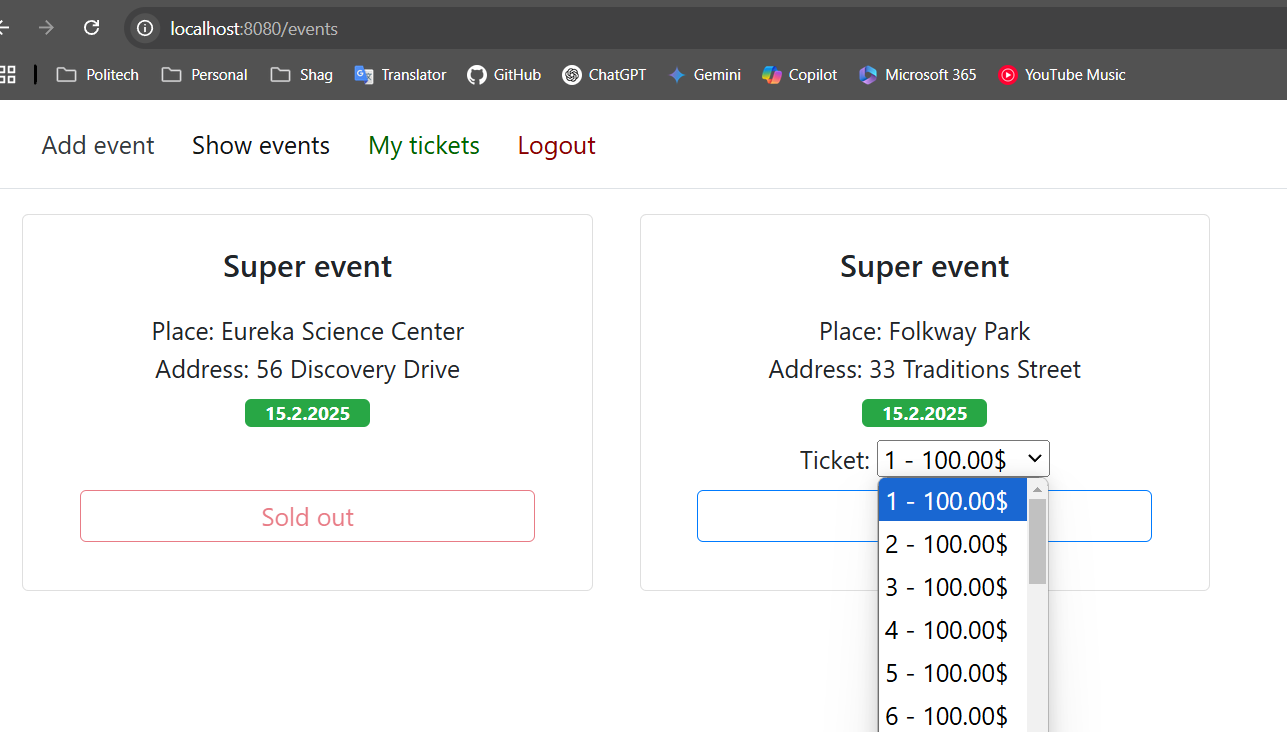 localhost:8080/events
Politech Personal Shag Translator GitHub ChatGPT Gemini Copilot Microsoft 365 YouTube Music
Add event Show events My tickets Logout
Super event
Place: Eureka Science Center
Address: 56 Discovery Drive
15.2.2025
Sold out
Super event
Place: Folkway Park
Address: 33 Traditions Street
15.2.2025
Ticket: 1 - 100.00$
1 - 100.00$
2 - 100.00$
3 - 100.00$
4 - 100.00$
5 - 100.00$
6 - 100.00$